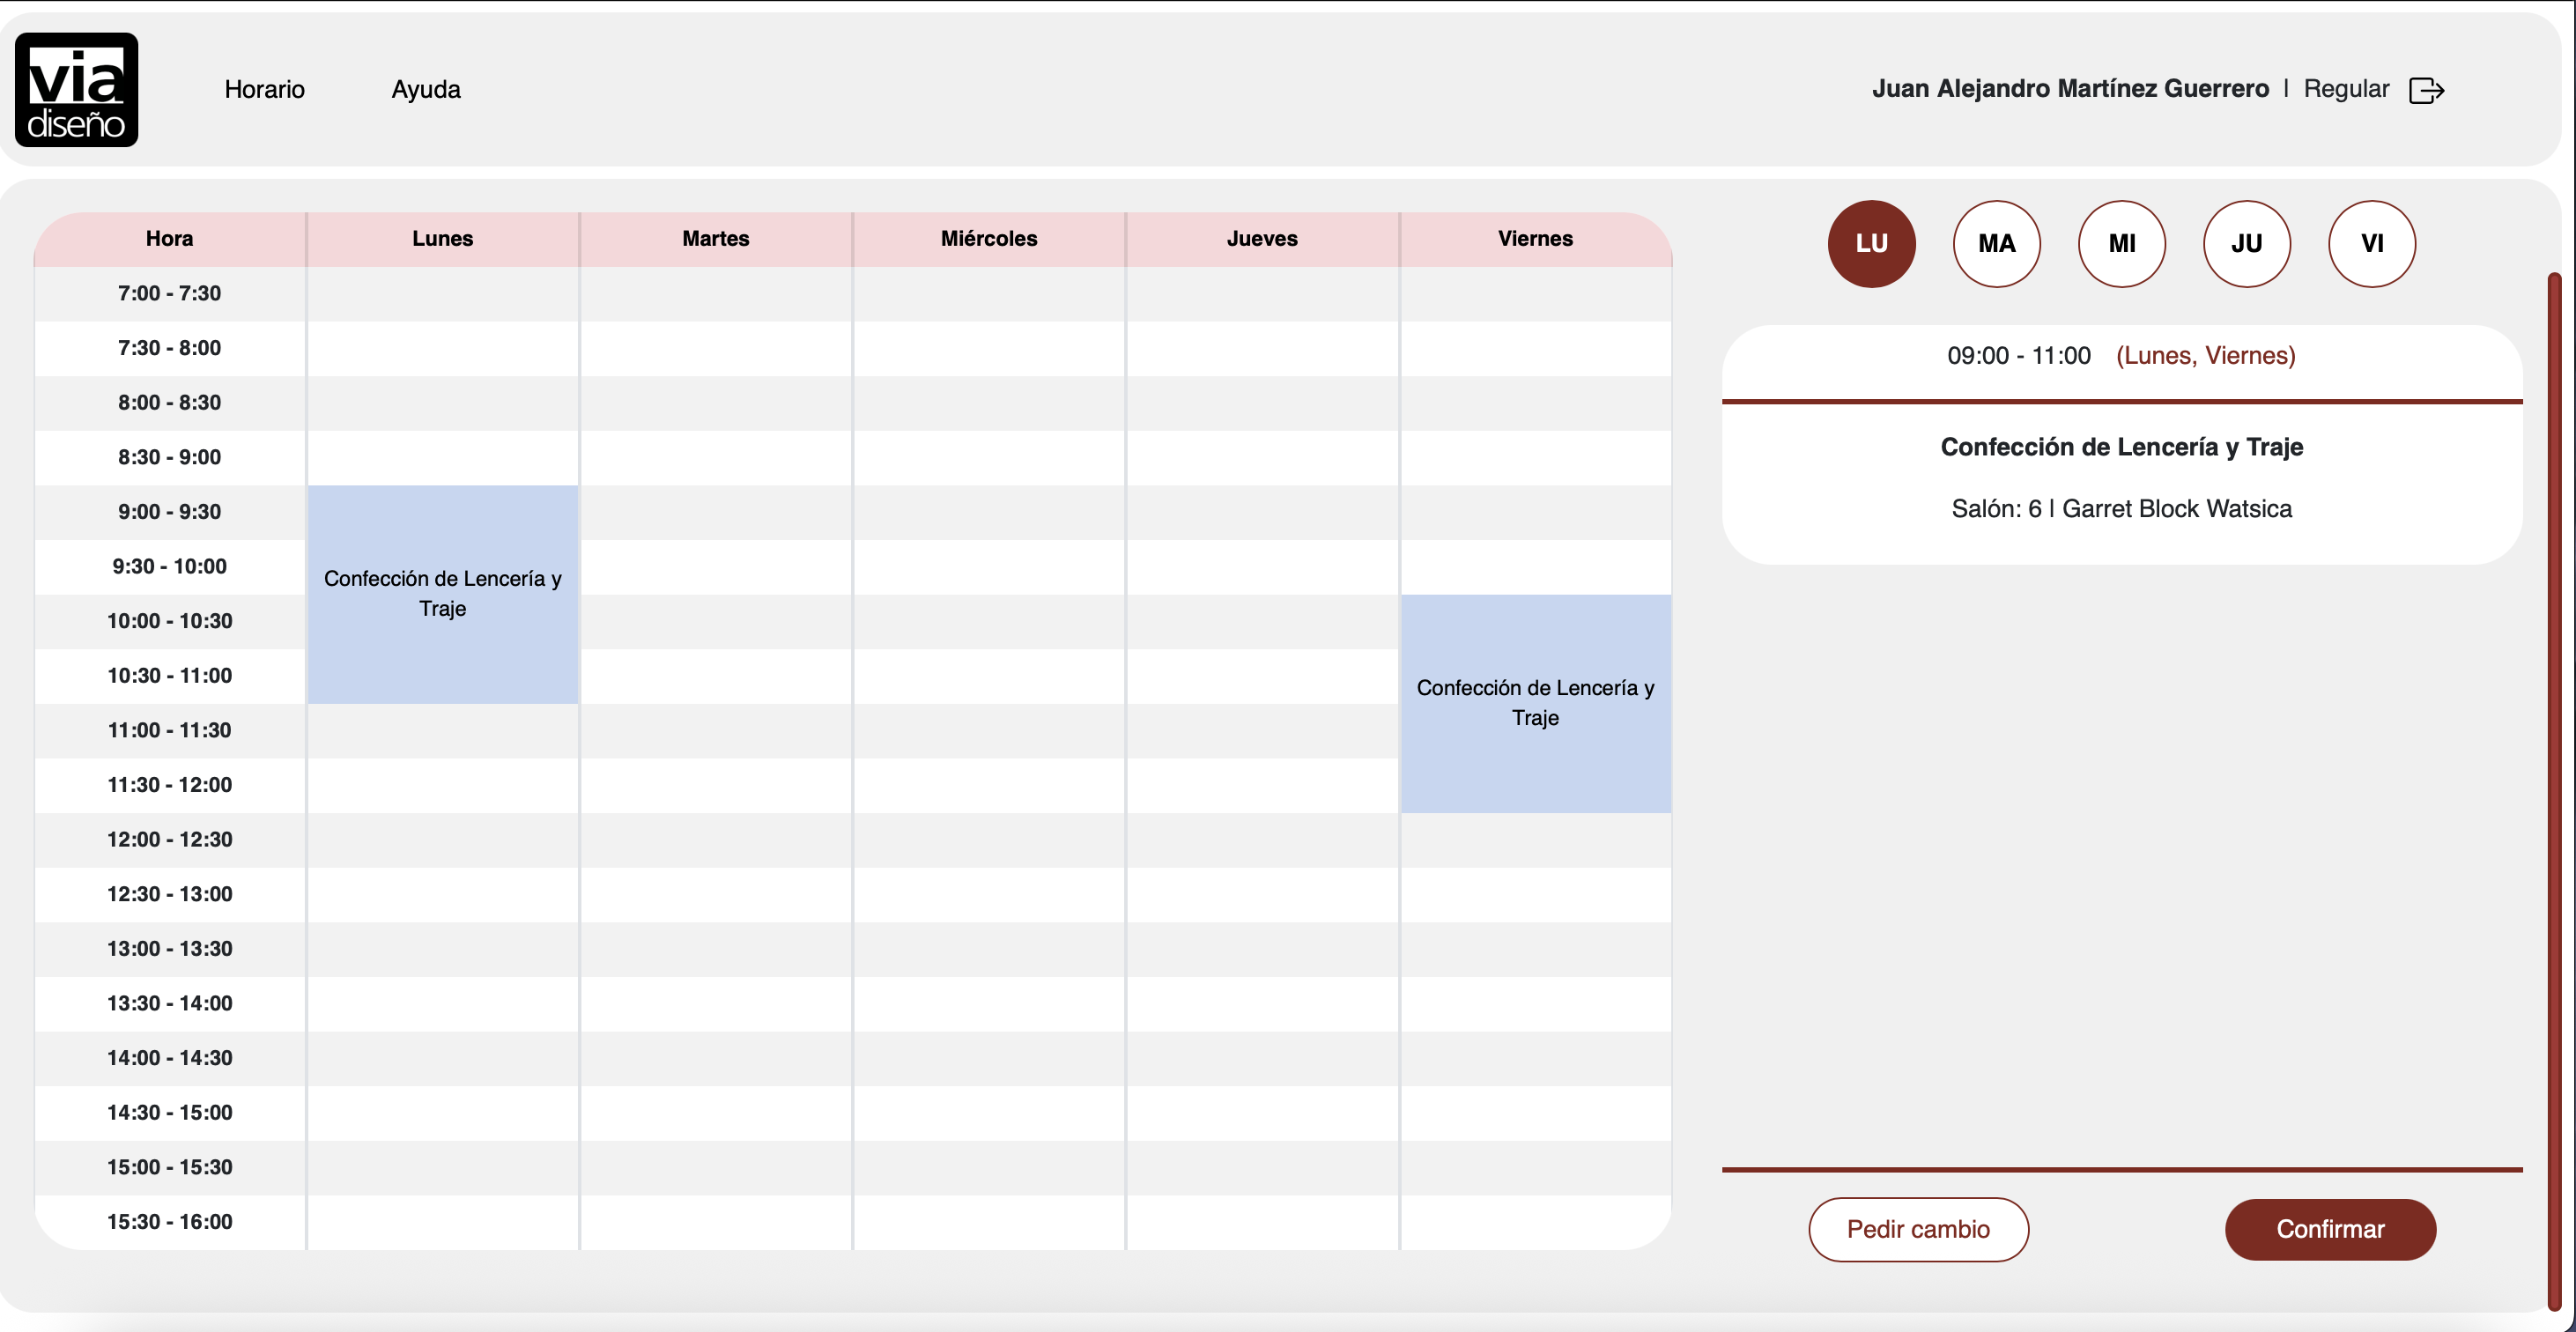 via
diseño
Horario
Ayuda
Juan Alejandro Martínez Guerrero | Regular
Hora Lunes Martes Miércoles Jueves Viernes
7:00 - 7:30
7:30 - 8:00
8:00 - 8:30
8:30 - 9:00
9:00 - 9:30
9:30 - 10:00
10:00 - 10:30
10:30 - 11:00
11:00 - 11:30
11:30 - 12:00
12:00 - 12:30
12:30 - 13:00
13:00 - 13:30
13:30 - 14:00
14:00 - 14:30
14:30 - 15:00
15:00 - 15:30
15:30 - 16:00
Confección de Lencería y
Traje
Confección de Lencería y
Traje
LU MA MI JU VI
09:00 - 11:00 (Lunes, Viernes)
Confección de Lencería y Traje
Salón: 6 | Garret Block Watsica
Pedir cambio
Confirmar